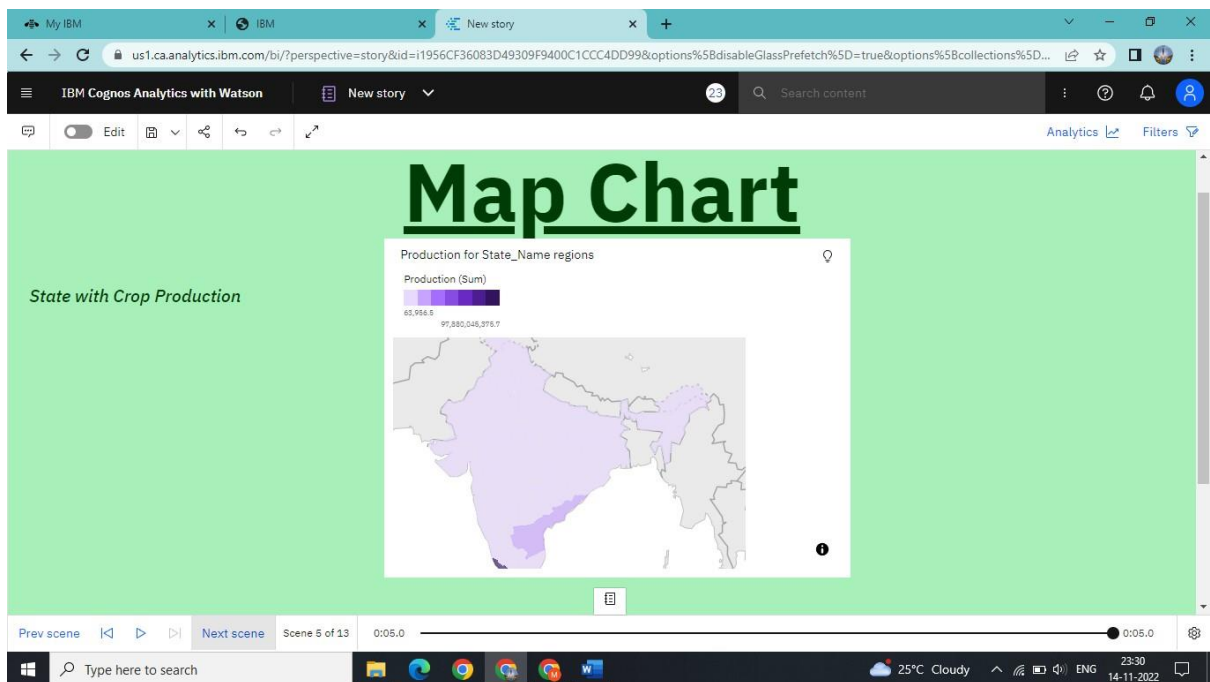 My IBM
IBM
New story
us1.ca.analytics.ibm.com/bi/?perspective=story&id=i1956CF36083D49309F9400C1CCC4DD99&options%5BdisableGlassPrefetch%5D=true&options%5Bcollections%5D...
IBM Cognos Analytics with Watson
New story
23
Search content
Edit
Analytics
Filters
Map Chart
Production for State_Name regions
Production (Sum)
63,956.5
97,880,045,376.7
State with Crop Production
Prev scene
Next scene
Scene 5 of 13
0:05.0
0:05.0
Type here to search
25°C Cloudy
ENG
23:30
14-11-2022